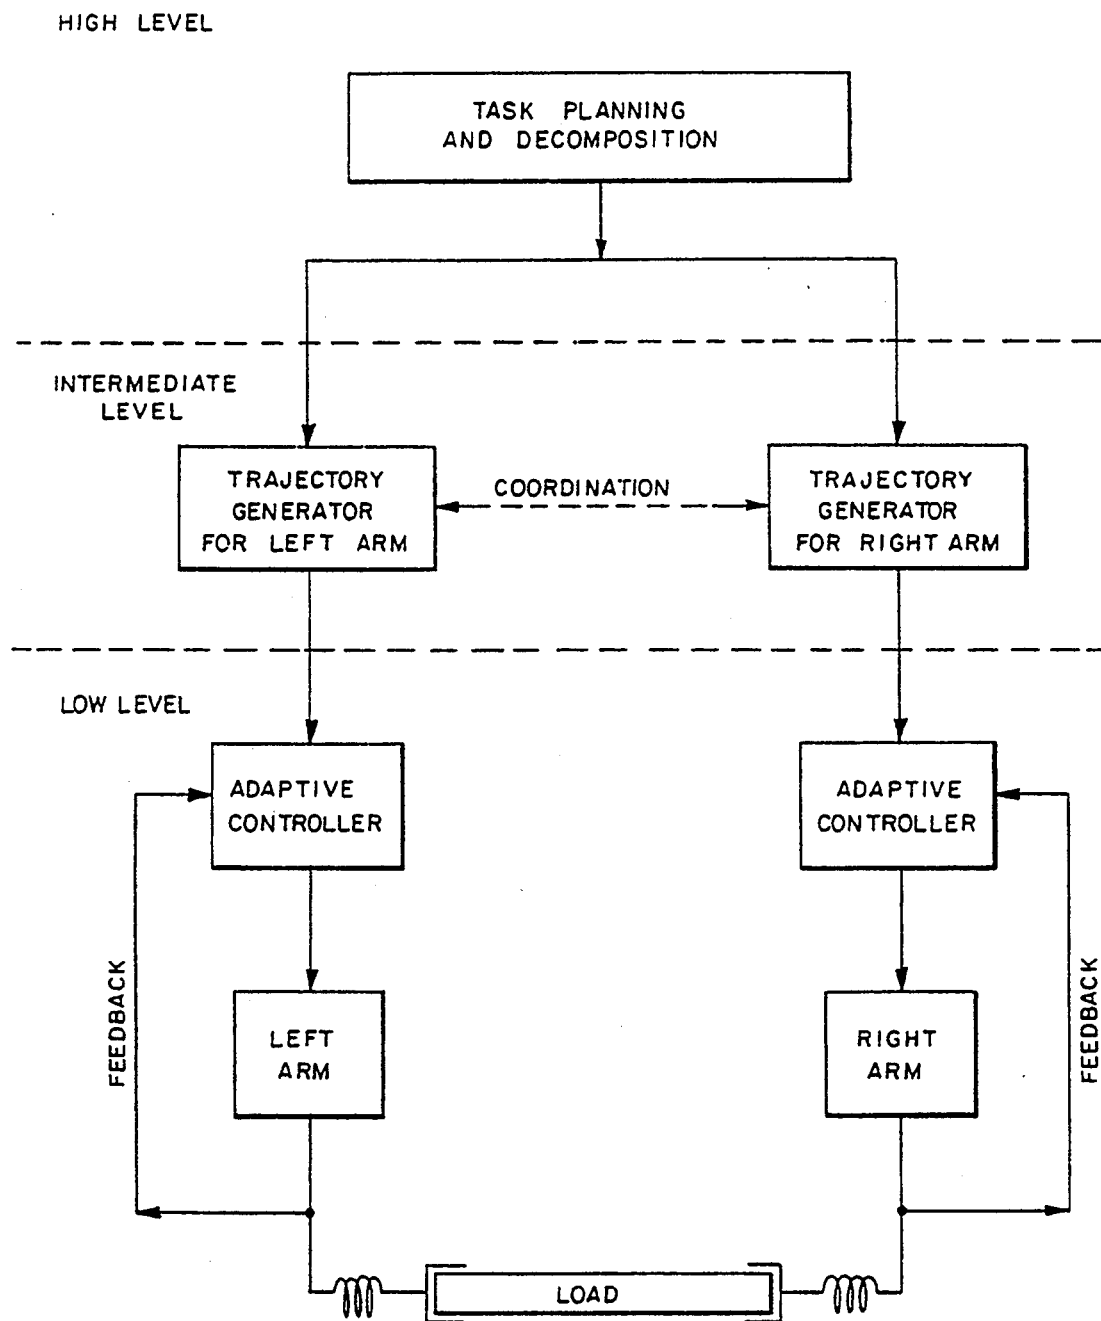 HIGH LEVEL
TASK PLANNING
AND DECOMPOSITION
INTERMEDIATE
LEVEL
TRAJECTORY
GENERATOR
FOR LEFT ARM
COORDINATION
TRAJECTORY
GENERATOR
FOR RIGHT ARM
LOW LEVEL
ADAPTIVE
CONTROLLER
ADAPTIVE
CONTROLLER
FEEDBACK
LEFT
ARM
RIGHT
ARM
FEEDBACK
LOAD